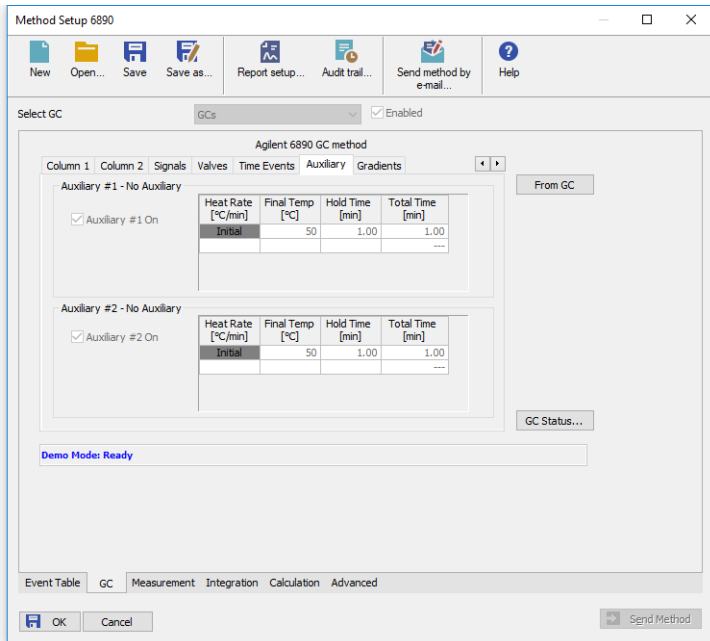 Method Setup 6890
New Open... Save Save as... Report setup... Audit trail... Send method by e-mail... Help
Select GC GCs Enabled
Agilent 6890 GC method
Column 1 Column 2 Signals Valves Time Events Auxiliary Gradients
From GC
Auxiliary #1 - No Auxiliary
Auxiliary #1 On
Heat Rate [°C/min] Final Temp [°C] Hold Time [min] Total Time [min]
Initial 50 1.00 1.00
---
Auxiliary #2 - No Auxiliary
Auxiliary #2 On
Heat Rate [°C/min] Final Temp [°C] Hold Time [min] Total Time [min]
Initial 50 1.00 1.00
---
GC Status...
Demo Mode: Ready
Event Table GC Measurement Integration Calculation Advanced
OK Cancel Send Method